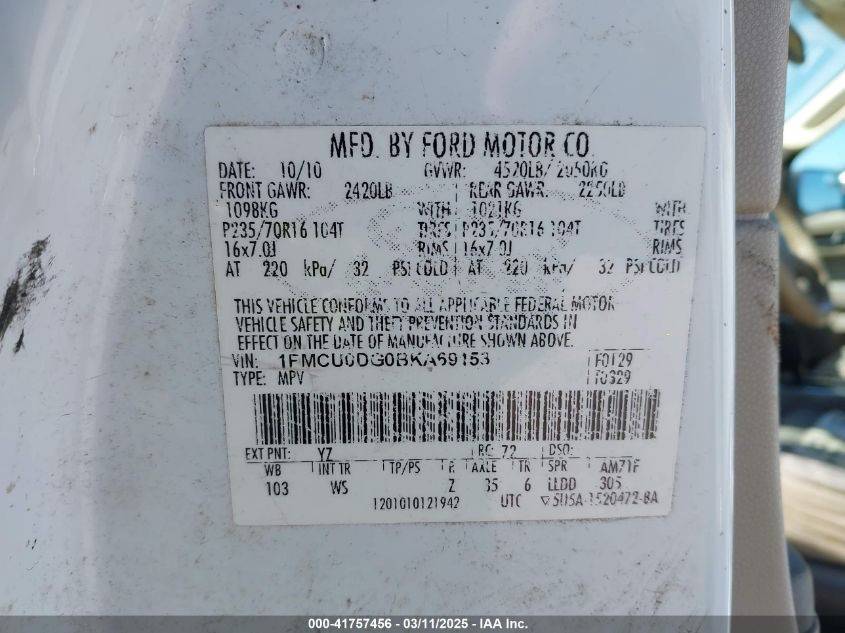 MFD. BY FORD MOTOR CO.
DATE: 10/10 GVWR: 4520LB/ 2050KG
FRONT GAWR: 2420LB REAR GAWR: 2250LB
1098KG WITH 1021KG WITH
P235/70R16 104T TIRES P235/70R16 104T TIRES
16x7.0J RIMS 16x7.0J RIMS
AT 220 kPa/ 32 PSI COLD AT 220 kPa/ 32 PSI COLD
THIS VEHICLE CONFORMS TO ALL APPLICABLE FEDERAL MOTOR
VEHICLE SAFETY AND THEFT PREVENTION STANDARDS IN
EFFECT ON THE DATE OF MANUFACTURE SHOWN ABOVE.
VIN: 1FMCU0DG0BKA69153 F0129
TYPE: MPV T0329
EXT PNT: YZ RC: 72 DSO:
WB INT TR TP/PS R AXLE TR SPR AM71F
103 WS Z 35 6 LLDD 305
1201010121942 UTC ▽5U5A-1520472-BA
000-41757456 - 03/11/2025 - IAA Inc.